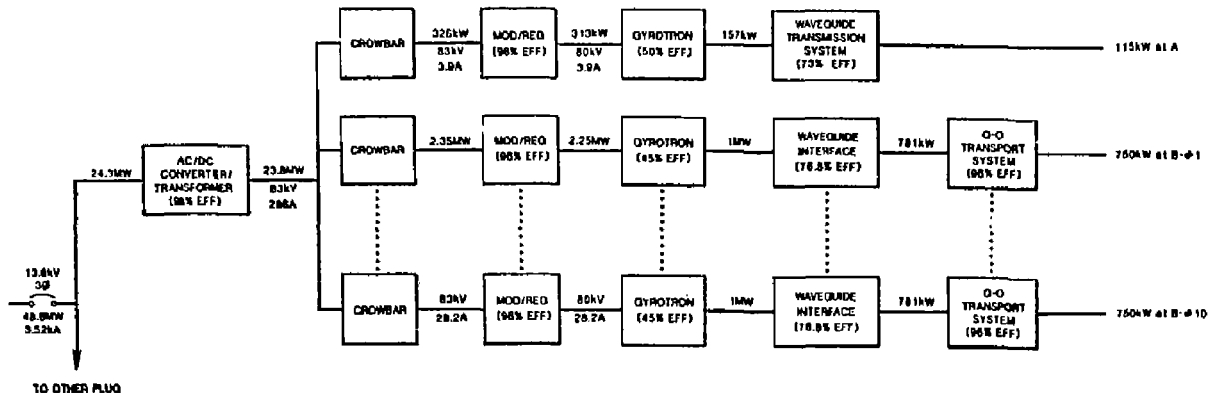 CROWBAR
326kW
83kV
3.9A
MOD/REG
(96% EFF)
313kW
80kV
3.9A
GYROTRON
(50% EFF)
157kW
WAVEGUIDE
TRANSMISSION
SYSTEM
(73% EFF)
115kW at A
24.3MW
AC/DC
CONVERTER/
TRANSFORMER
(98% EFF)
23.8MW
83kV
286A
CROWBAR
2.35MW
MOD/REG
(96% EFF)
2.25MW
GYROTRON
(45% EFF)
1MW
WAVEGUIDE
INTERFACE
(78.8% EFF)
781kW
Q-O
TRANSPORT
SYSTEM
(96% EFF)
750kW at B-#1
13.8kV
3Ø
48.6MW
3.52kA
TO OTHER PLUG
CROWBAR
83kV
28.2A
MOD/REG
(96% EFF)
80kV
28.2A
GYROTRON
(45% EFF)
1MW
WAVEGUIDE
INTERFACE
(78.8% EFF)
781kW
Q-O
TRANSPORT
SYSTEM
(96% EFF)
750kW at B-#10